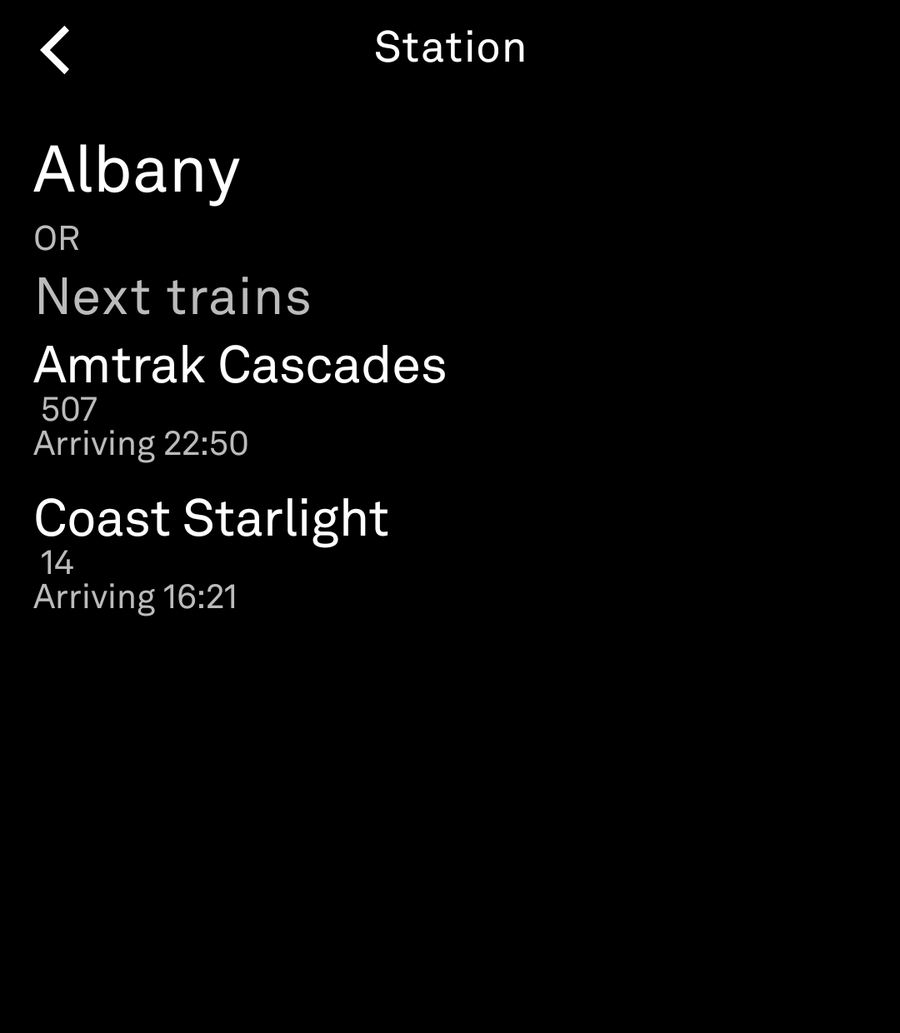 Station
Albany
OR
Next trains
Amtrak Cascades
507
Arriving 22:50
Coast Starlight
14
Arriving 16:21